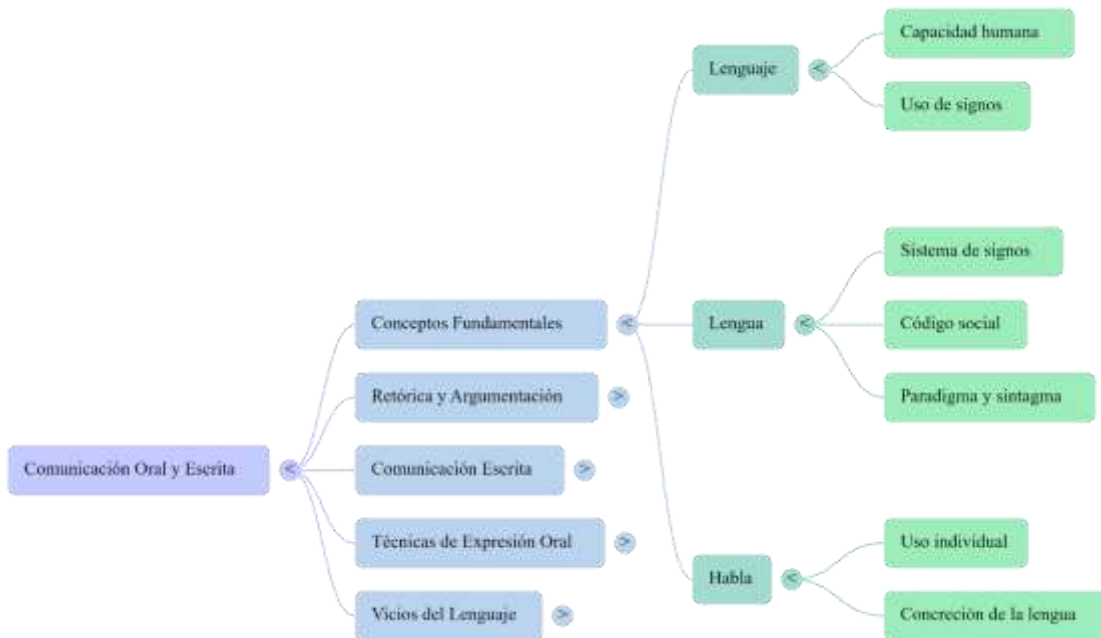 Comunicación Oral y Escrita
Conceptos Fundamentales
Lenguaje
Capacidad humana
Uso de signos
Lengua
Sistema de signos
Código social
Paradigma y sintagma
Habla
Uso individual
Concreción de la lengua
Retórica y Argumentación
Comunicación Escrita
Técnicas de Expresión Oral
Vicios del Lenguaje